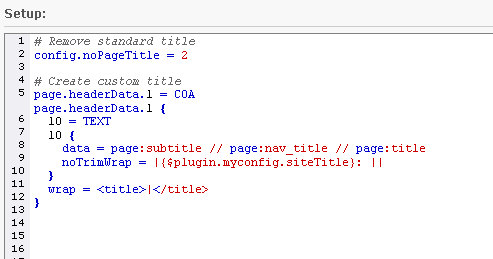 Setup:
1 # Remove standard title
2 config.noPageTitle = 2
3
4 # Create custom title
5 page.headerData.1 = COA
page.headerData.1 {
6 10 = TEXT
7 10 {
8 data = page:subtitle // page:nav_title // page:title
9 noTrimWrap = |{$plugin.myconfig.siteTitle}: ||
10 }
11 wrap = <title>|</title>
12 }
13
14
15
16